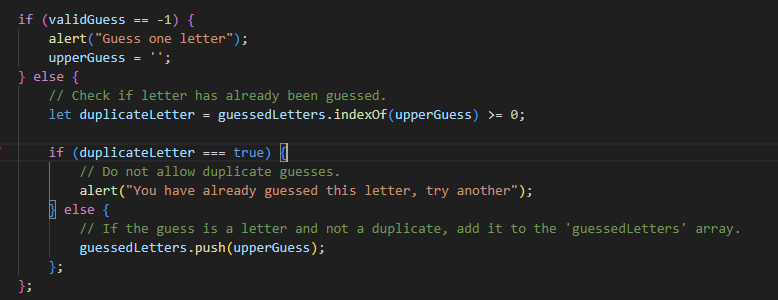 if (validGuess == -1) {
    alert("Guess one letter");
    upperGuess = '';
} else {
    // Check if letter has already been guessed.
    let duplicateLetter = guessedLetters.indexOf(upperGuess) >= 0;

    if (duplicateLetter === true) {
        // Do not allow duplicate guesses.
        alert("You have already guessed this letter, try another");
    } else {
        // If the guess is a letter and not a duplicate, add it to the 'guessedLetters' array.
        guessedLetters.push(upperGuess);
    };
};